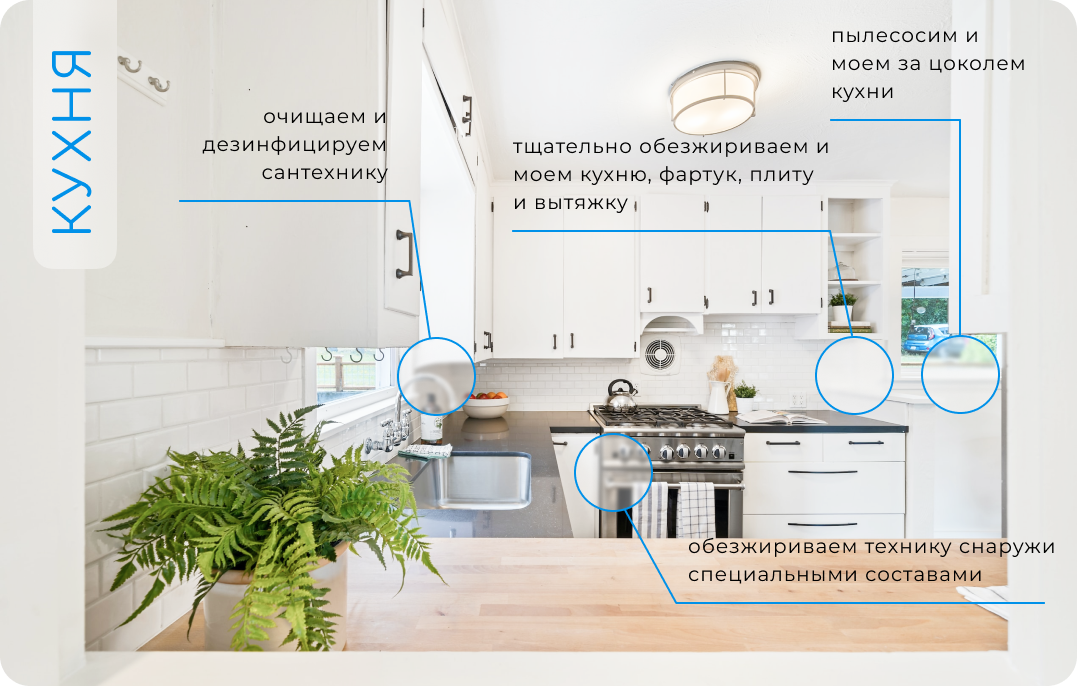 КУХНЯ
очищаем и
дезинфицируем
сантехнику
тщательно обезжириваем и
моем кухню, фартук, плиту
и вытяжку
пылесосим и
моем за цоколем
кухни
обезжириваем технику снаружи
специальными составами